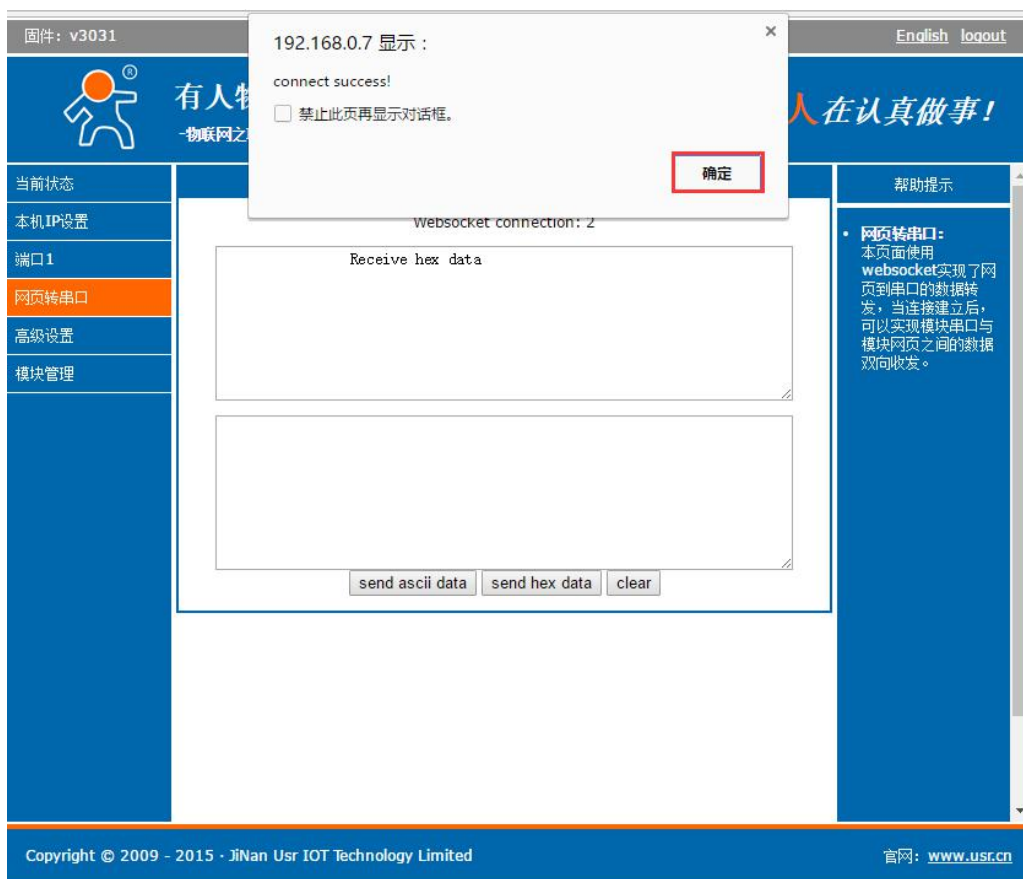 固件：v3031
English logout
192.168.0.7 显示：
×
connect success!
禁止此页再显示对话框。
确定
®
有人物
-物联网之
人在认真做事!
当前状态
本机IP设置
端口1
网页转串口
高级设置
模块管理
Websocket connection: 2
Receive hex data
send ascii data send hex data clear
帮助提示
• 网页转串口：
本页面使用
websocket实现了网
页到串口的数据转
发，当连接建立后，
可以实现模块串口与
模块网页之间的数据
双向收发。
Copyright © 2009 - 2015 · JiNan Usr IOT Technology Limited
官网：www.usr.cn